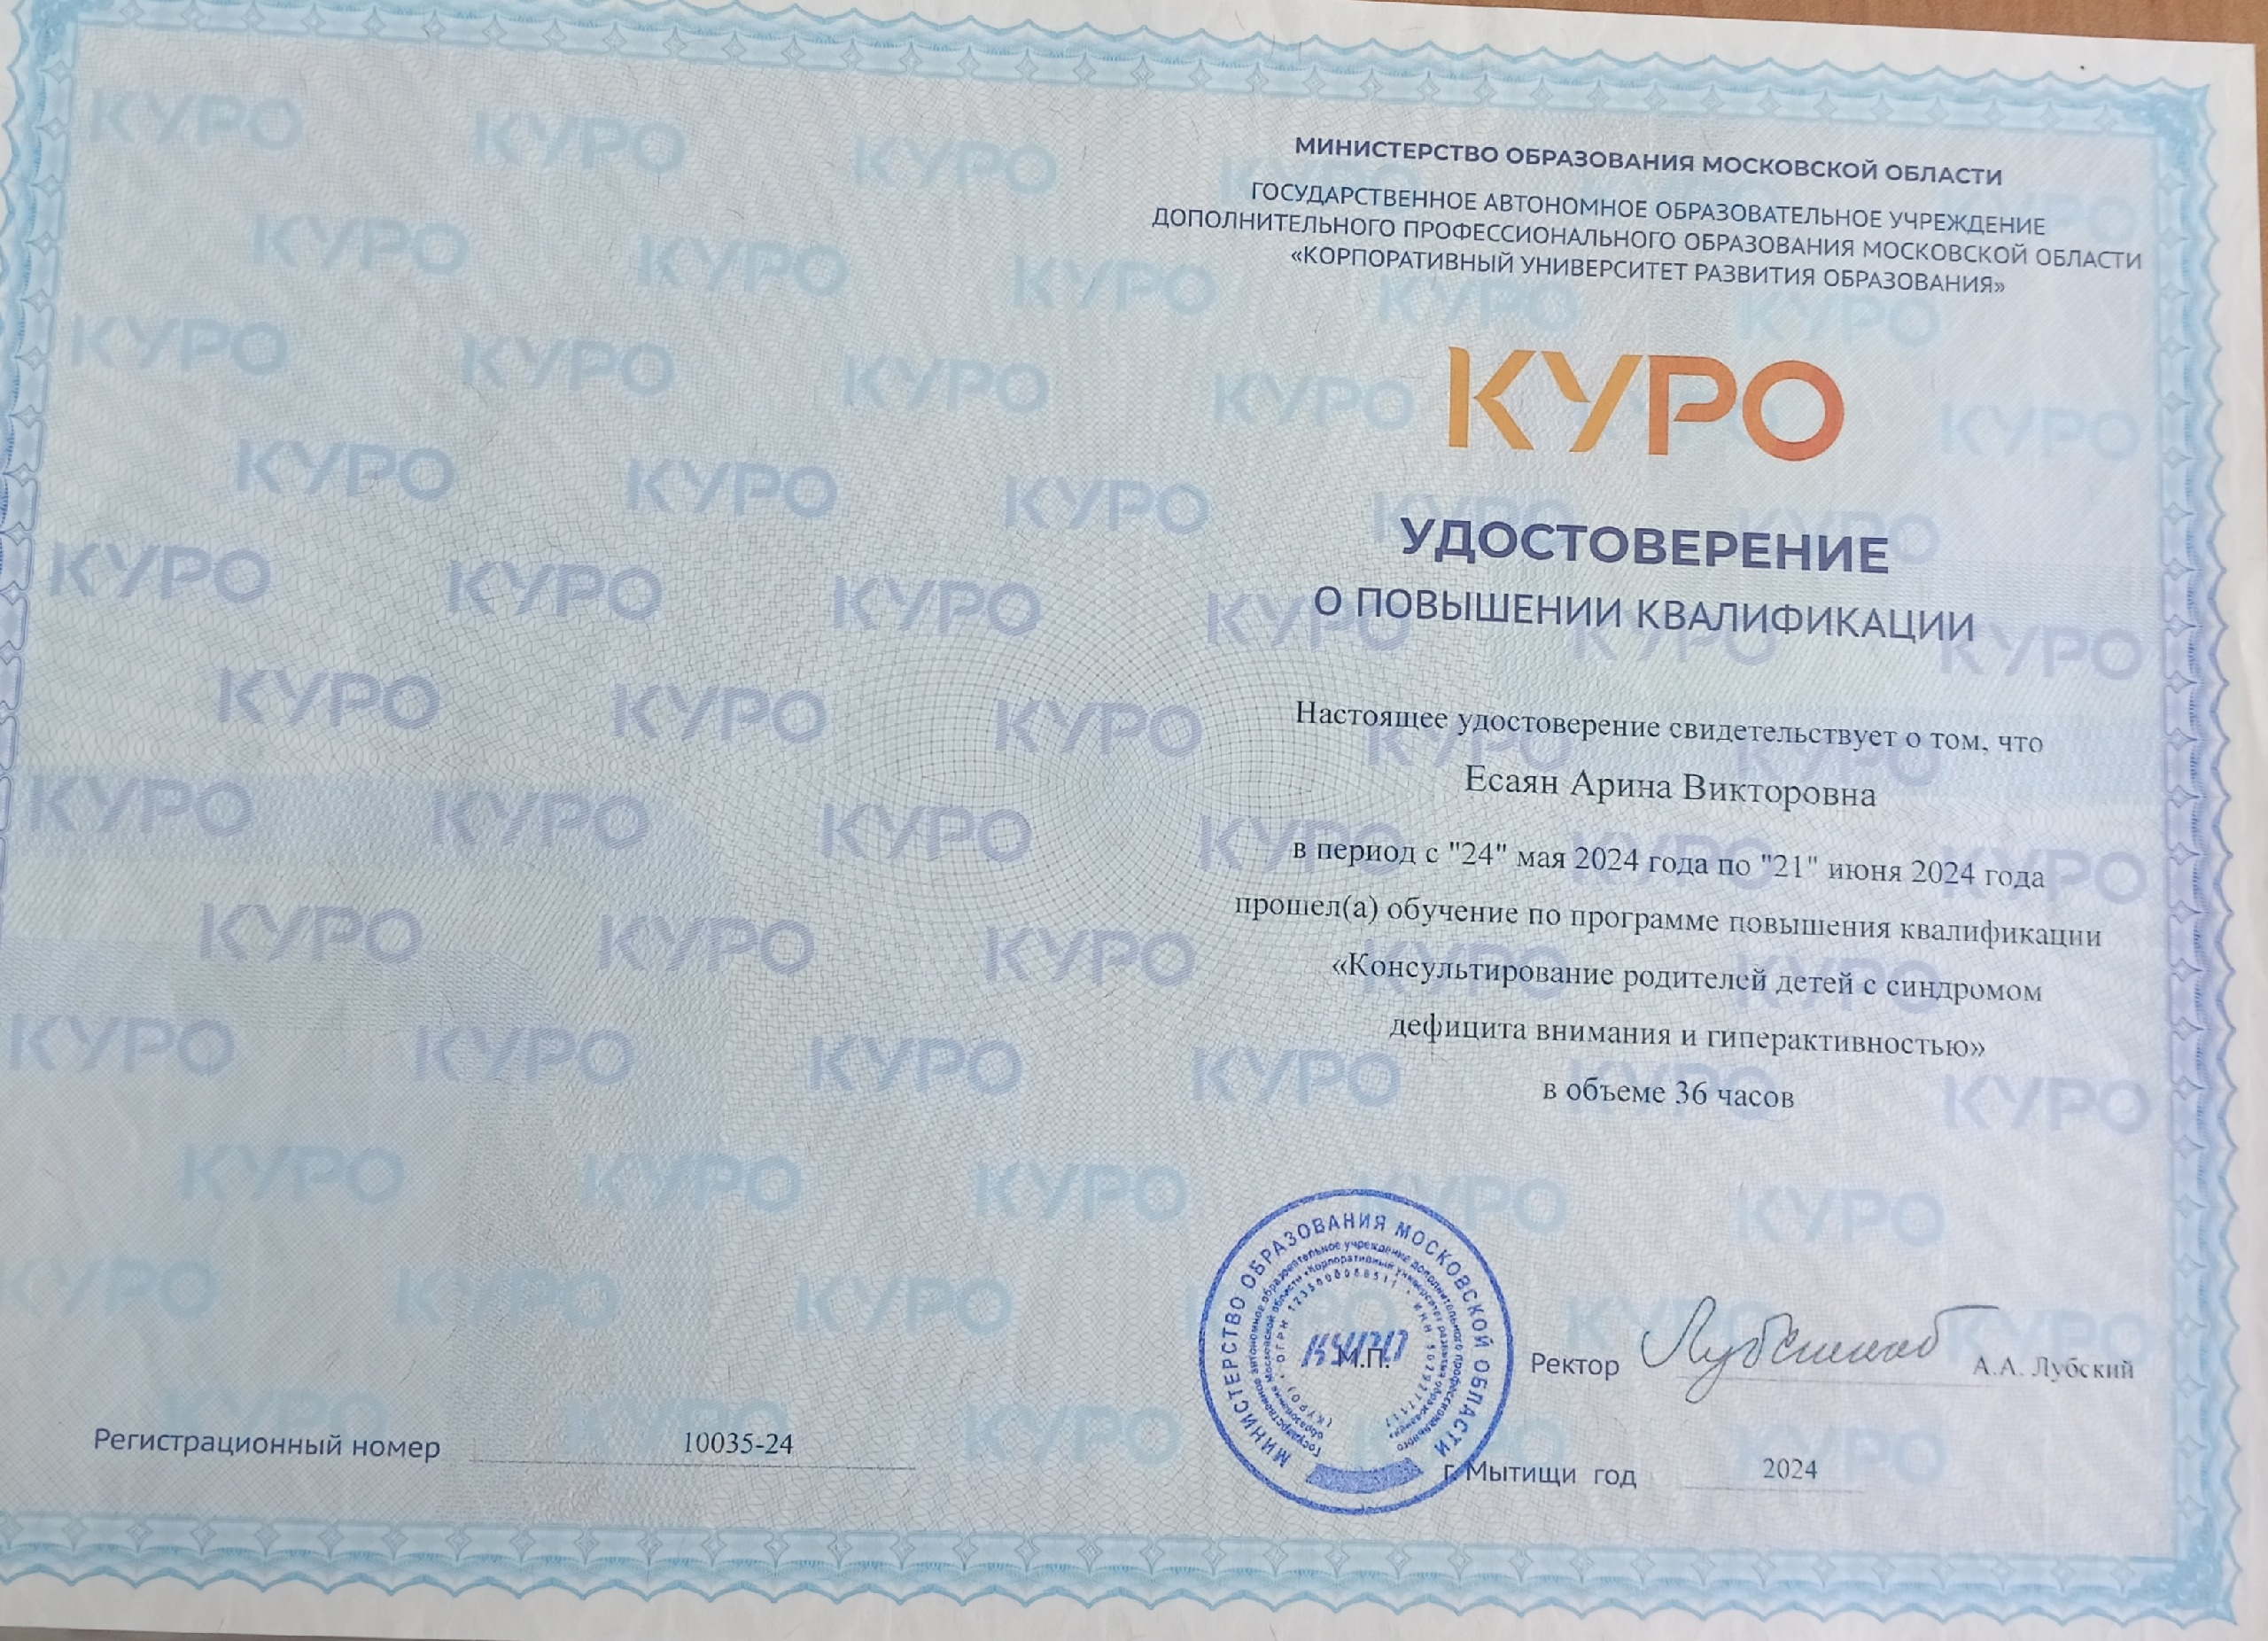 МИНИСТЕРСТВО ОБРАЗОВАНИЯ МОСКОВСКОЙ ОБЛАСТИ
ГОСУДАРСТВЕННОЕ АВТОНОМНОЕ ОБРАЗОВАТЕЛЬНОЕ УЧРЕЖДЕНИЕ
ДОПОЛНИТЕЛЬНОГО ПРОФЕССИОНАЛЬНОГО ОБРАЗОВАНИЯ МОСКОВСКОЙ ОБЛАСТИ
«КОРПОРАТИВНЫЙ УНИВЕРСИТЕТ РАЗВИТИЯ ОБРАЗОВАНИЯ»
КУРО
УДОСТОВЕРЕНИЕ
О ПОВЫШЕНИИ КВАЛИФИКАЦИИ
Настоящее удостоверение свидетельствует о том, что
Есаян Арина Викторовна
в период с "24" мая 2024 года по "21" июня 2024 года
прошел(а) обучение по программе повышения квалификации
«Консультирование родителей детей с синдромом
дефицита внимания и гиперактивностью»
в объеме 36 часов
МИНИСТЕРСТВО ОБРАЗОВАНИЯ МОСКОВСКОЙ ОБЛАСТИ
КУРО
М.П.
Ректор
А.А. Лубский
Регистрационный номер 10035-24
г. Мытищи год 2024